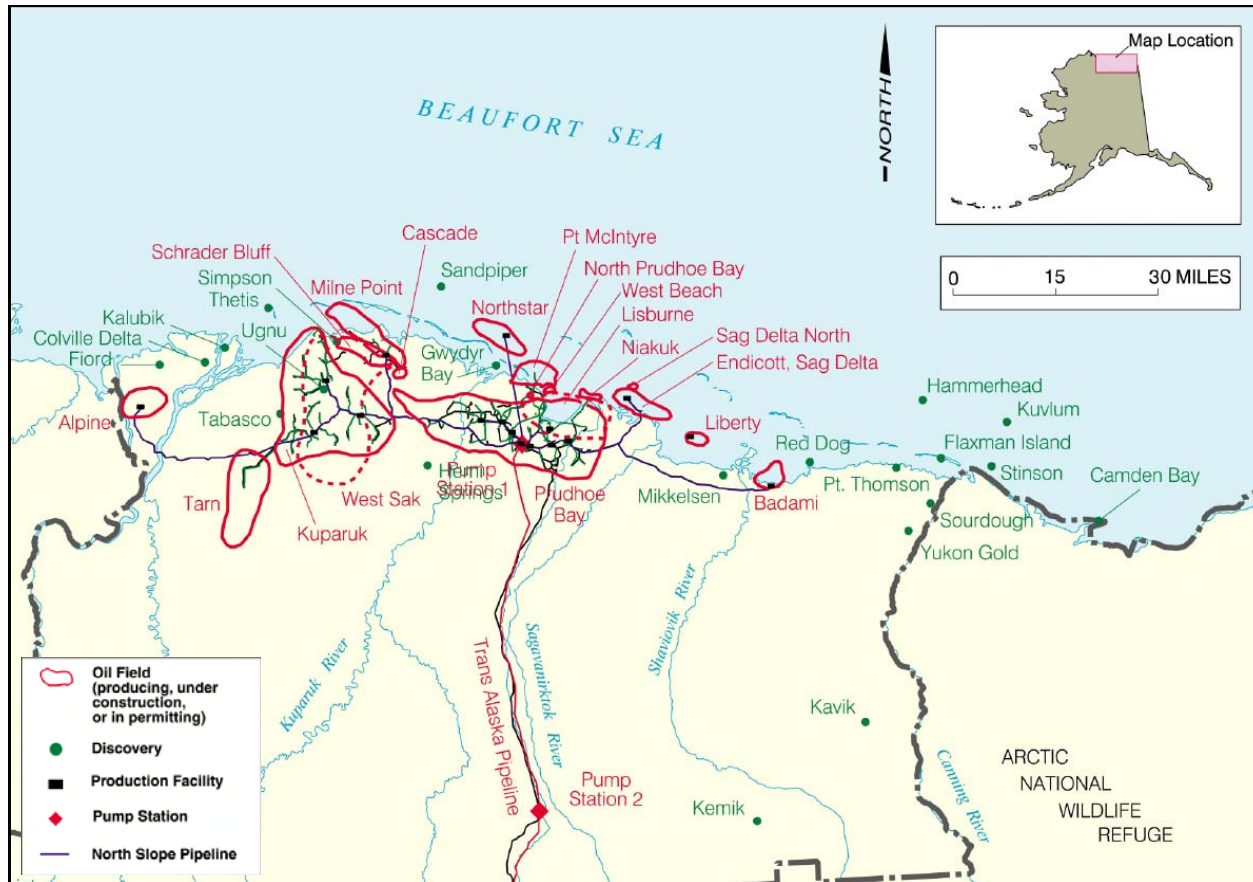 Map Location
NORTH
BEAUFORT SEA
0 15 30 MILES
Cascade
Pt McIntyre
Schrader Bluff
Sandpiper
North Prudhoe Bay
Simpson
Thetis
Milne Point
West Beach
Northstar
Lisburne
Kalubik
Ugnu
Sag Delta North
Colville Delta
Niakuk
Fiord
Gwydyr
Bay
Endicott, Sag Delta
Hammerhead
Alpine
Tabasco
Liberty
Kuvlum
Red Dog
Flaxman Island
Hemi
Springs
Pump
Station 1
Stinson
Tarn
West Sak
Prudhoe
Bay
Mikkelsen
Badami
Pt. Thomson
Camden Bay
Kuparuk
Sourdough
Yukon Gold
Kuparuk River
Trans Alaska Pipeline
Sagavanirktok River
Shaviovik River
Kavik
Canning River
Pump
Station 2
Kemik
ARCTIC
NATIONAL
WILDLIFE
REFUGE
Oil Field
(producing, under
construction,
or in permitting)
Discovery
Production Facility
Pump Station
North Slope Pipeline